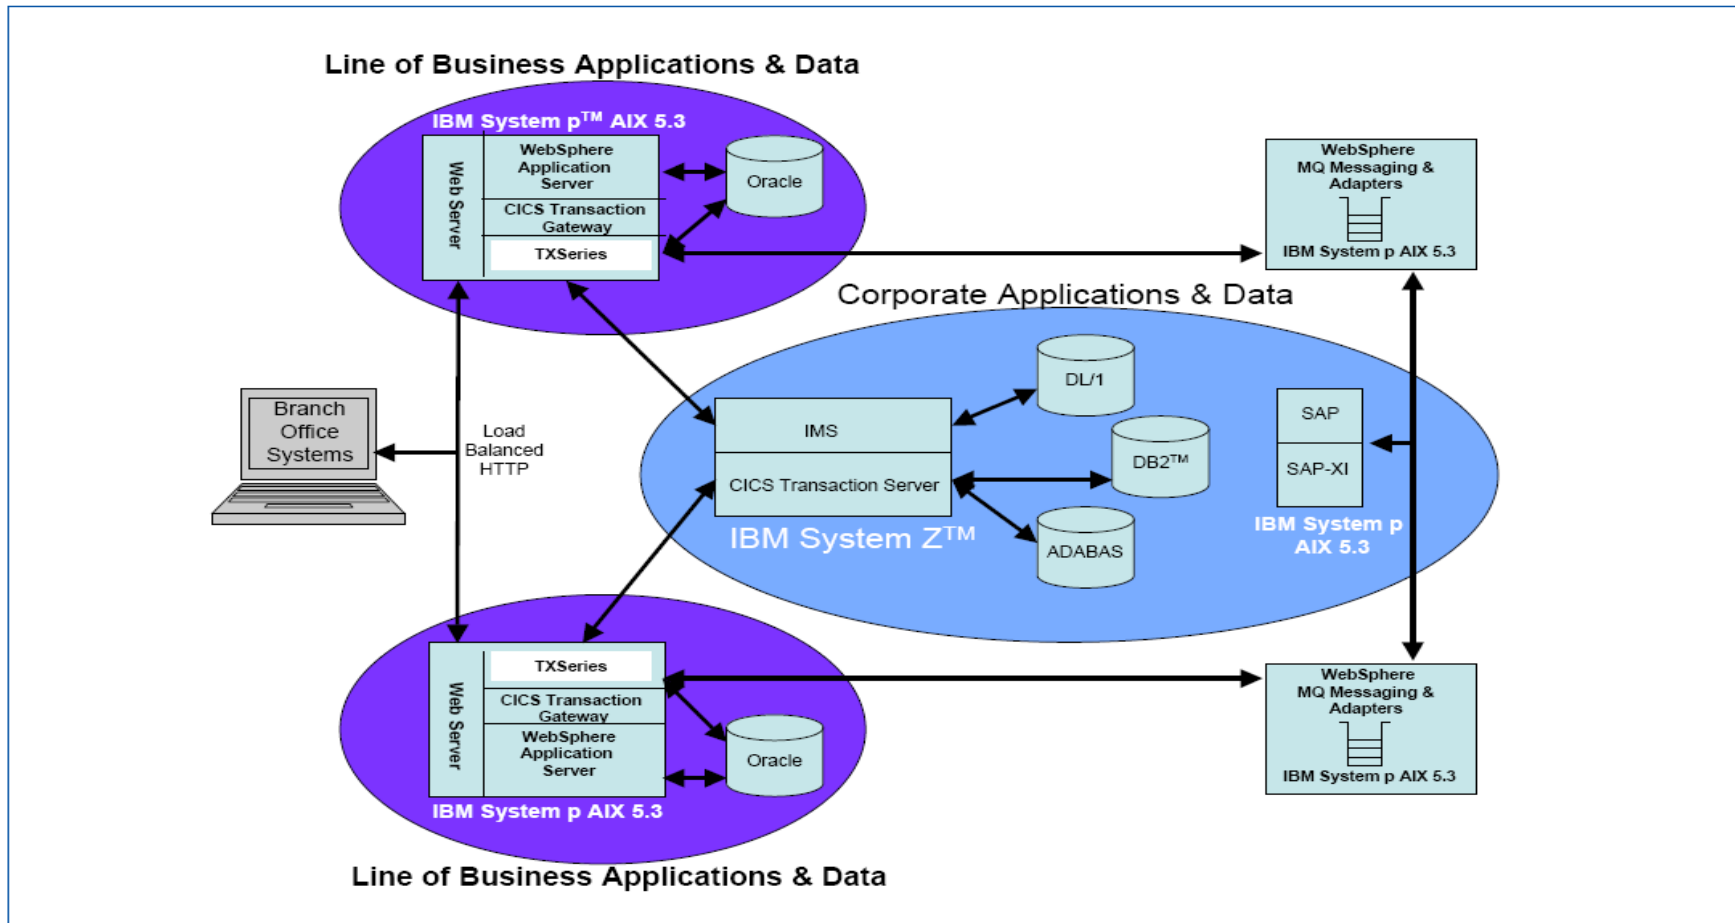 Line of Business Applications & Data
IBM System p™ AIX 5.3
Web Server
WebSphere
Application
Server
CICS Transaction
Gateway
TXSeries
Oracle
WebSphere
MQ Messaging &
Adapters
IBM System p AIX 5.3
Corporate Applications & Data
Branch
Office
Systems
Load
Balanced
HTTP
IMS
CICS Transaction Server
IBM System Z™
DL/1
DB2™
ADABAS
SAP
SAP-XI
IBM System p
AIX 5.3
Web Server
TXSeries
CICS Transaction
Gateway
WebSphere
Application
Server
Oracle
IBM System p AIX 5.3
WebSphere
MQ Messaging &
Adapters
IBM System p AIX 5.3
Line of Business Applications & Data